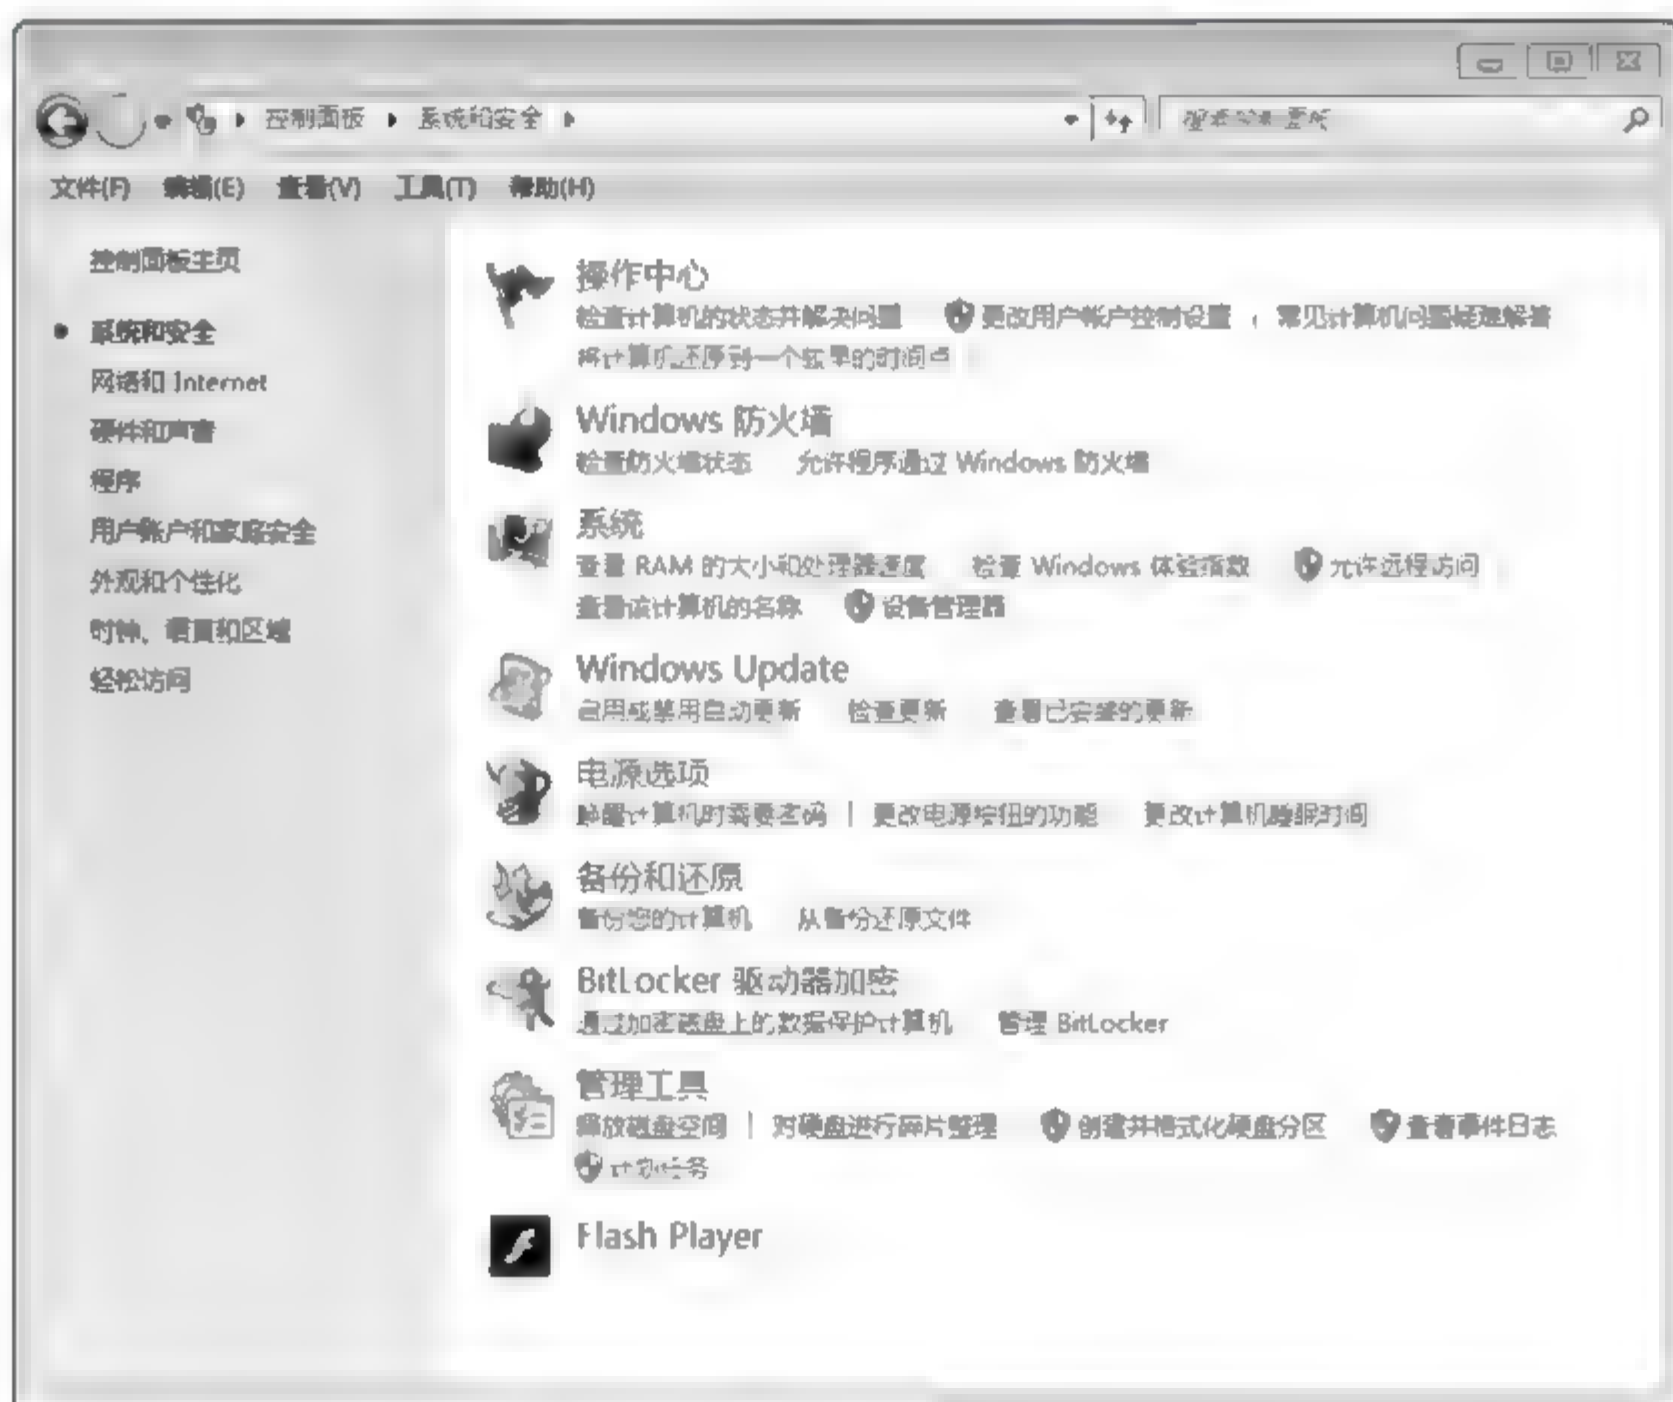 控制面板 ▶ 系统和安全 ▶
文件(F) 编辑(E) 查看(V) 工具(T) 帮助(H)
控制面板主页
系统和安全
网络和 Internet
硬件和声音
程序
用户帐户和家庭安全
外观和个性化
时钟、语言和区域
轻松访问
操作中心
检查计算机的状态并解决问题 更改用户帐户控制设置 常见计算机问题疑难解答
将计算机还原到一个较早的时间点
Windows 防火墙
检查防火墙状态 允许程序通过 Windows 防火墙
系统
查看 RAM 的大小和处理器速度 检查 Windows 体验指数 允许远程访问
查看该计算机的名称 设备管理器
Windows Update
启用或禁用自动更新 检查更新 查看已安装的更新
电源选项
唤醒计算机时需要密码 | 更改电源按钮的功能 更改计算机睡眠时间
备份和还原
备份您的计算机 从备份还原文件
BitLocker 驱动器加密
通过加密磁盘上的数据保护计算机 管理 BitLocker
管理工具
释放磁盘空间 | 对硬盘进行碎片整理 创建并格式化硬盘分区 查看事件日志
计划任务
Flash Player